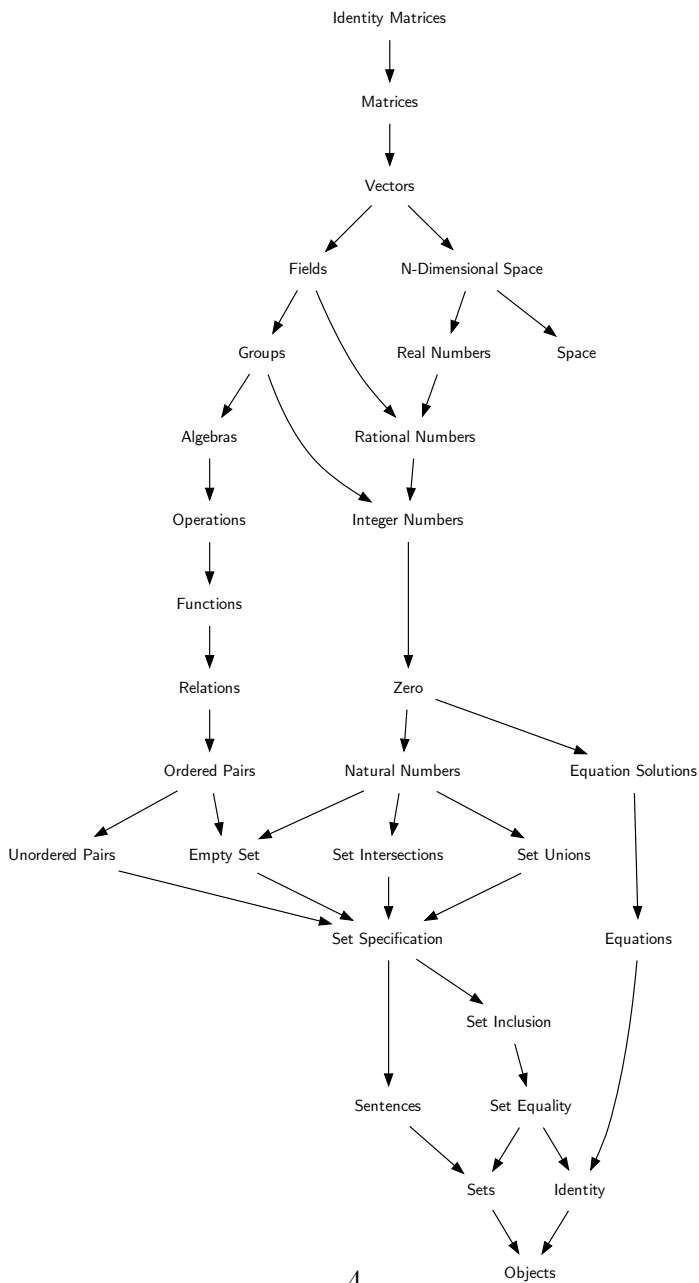 Identity Matrices
Matrices
Vectors
Fields
N-Dimensional Space
Groups
Real Numbers
Space
Algebras
Rational Numbers
Operations
Integer Numbers
Functions
Relations
Zero
Ordered Pairs
Natural Numbers
Equation Solutions
Unordered Pairs
Empty Set
Set Intersections
Set Unions
Set Specification
Equations
Set Inclusion
Sentences
Set Equality
Sets
Identity
Objects
4